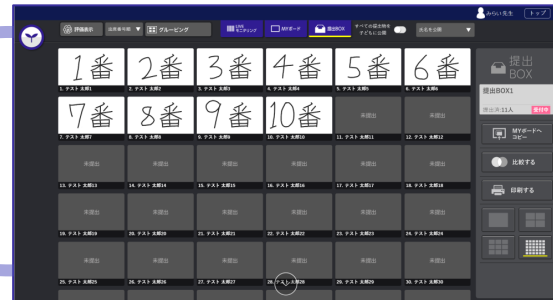 みらい先生 トップ
評価表示 出席番号順 ▼ グルーピング LIVE モニタリング MYボード 提出BOX すべての提出物を子どもに公開 氏名を公開 ▼
1番 2番 3番 4番 5番 6番
1. テスト 太郎1 2. テスト 太郎2 3. テスト 太郎3 4. テスト 太郎4 5. テスト 太郎5 6. テスト 太郎6
7番 8番 9番 10番 未提出 未提出
7. テスト 太郎7 8. テスト 太郎8 9. テスト 太郎9 10. テスト 太郎10 11. テスト 太郎11 12. テスト 太郎12
未提出 未提出 未提出 未提出 未提出 未提出
13. テスト 太郎13 14. テスト 太郎14 15. テスト 太郎15 16. テスト 太郎16 17. テスト 太郎17 18. テスト 太郎18
未提出 未提出 未提出 未提出 未提出 未提出
19. テスト 太郎19 20. テスト 太郎20 21. テスト 太郎21 22. テスト 太郎22 23. テスト 太郎23 24. テスト 太郎24
未提出 未提出 未提出 未提出 未提出 未提出
25. テスト 太郎25 26. テスト 太郎26 27. テスト 太郎27 28. テスト 太郎28 29. テスト 太郎29 30. テスト 太郎30
提出
BOX
提出BOX1
提出済:11人 受付中
MYボードへ
コピー
比較する
印刷する